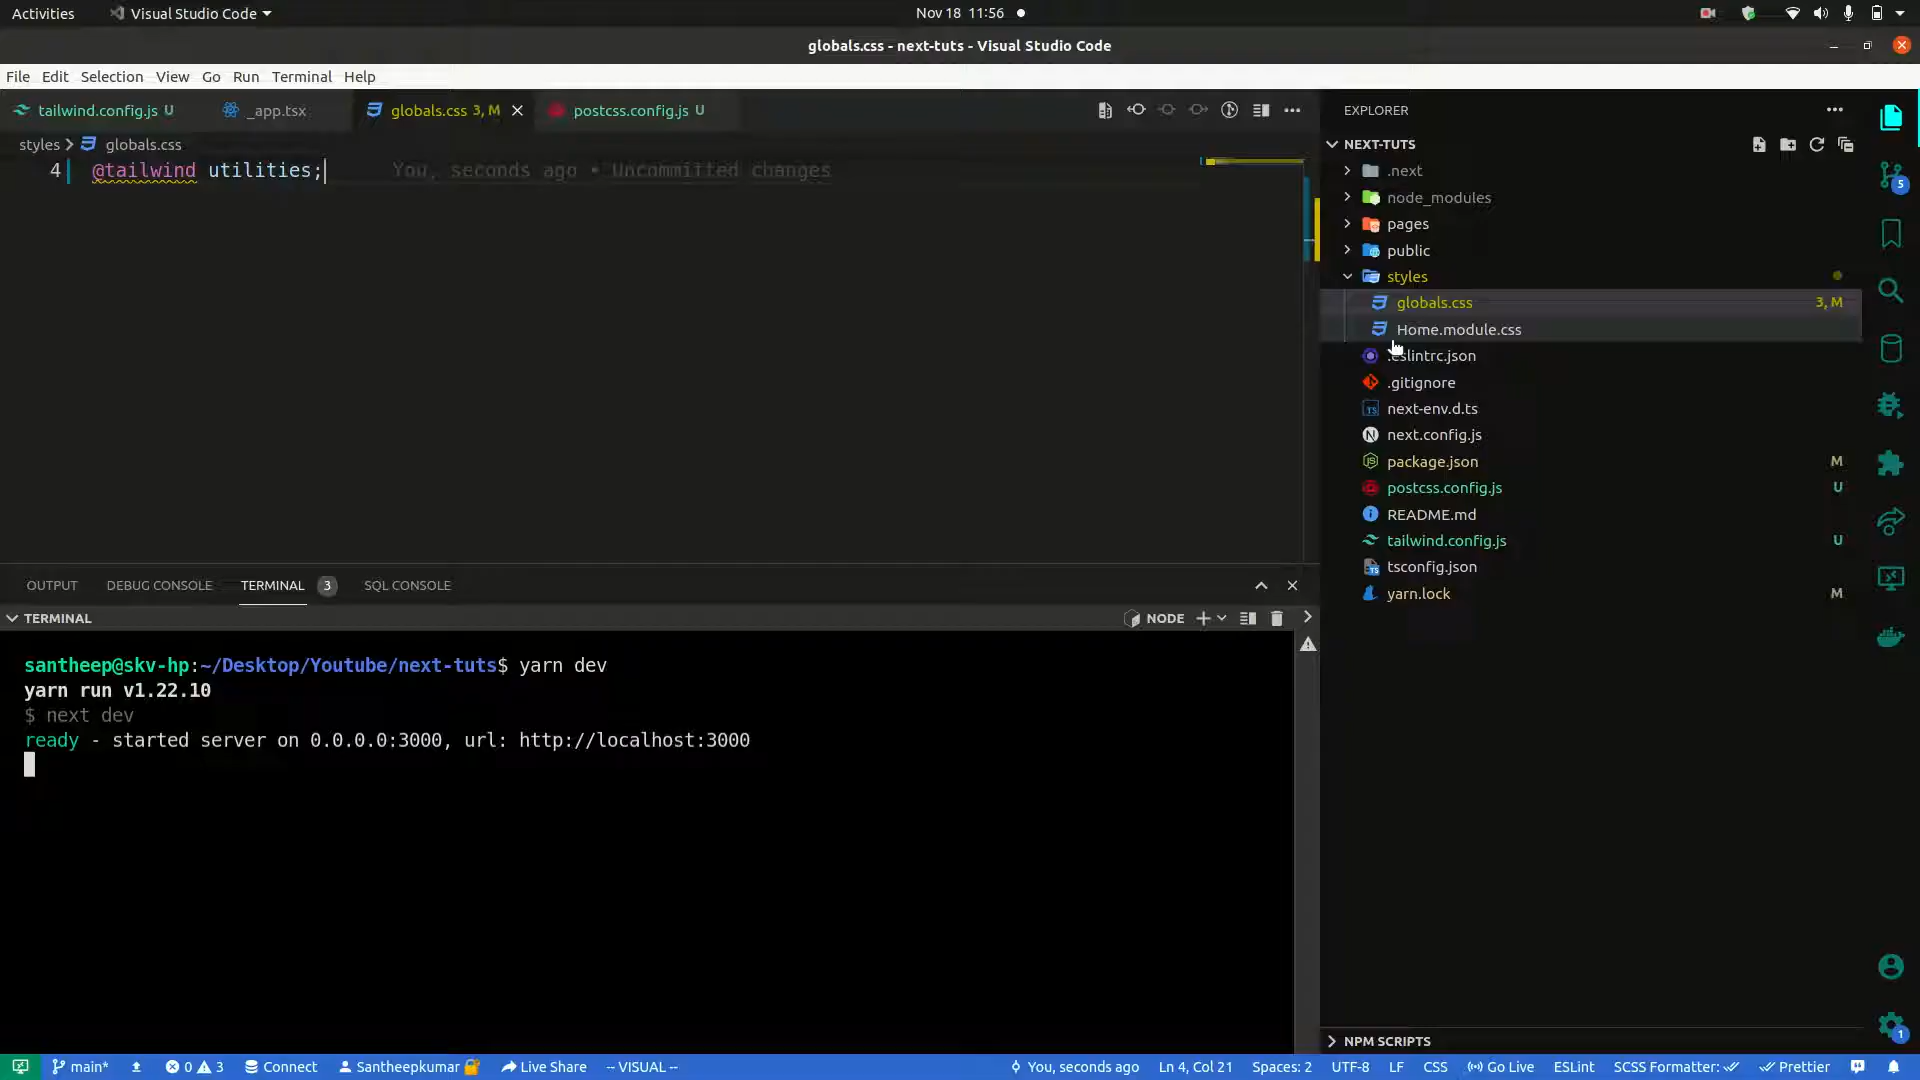 Activities
Visual Studio Code
Nov 18 11:56
globals.css - next-tuts - Visual Studio Code
File Edit Selection View Go Run Terminal Help
tailwind.config.js U
_app.tsx
globals.css 3, M
postcss.config.js U
styles > globals.css
4 @tailwind utilities; You, seconds ago • Uncommitted changes
OUTPUT
DEBUG CONSOLE
TERMINAL 3
SQL CONSOLE
TERMINAL
NODE
santheep@skv-hp:~/Desktop/Youtube/next-tuts$ yarn dev
yarn run v1.22.10
$ next dev
ready - started server on 0.0.0.0:3000, url: http://localhost:3000
EXPLORER
NEXT-TUTS
.next
node_modules
pages
public
styles
globals.css 3, M
Home.module.css
.eslintrc.json
.gitignore
next-env.d.ts
next.config.js
package.json M
postcss.config.js U
README.md
tailwind.config.js U
tsconfig.json
yarn.lock M
NPM SCRIPTS
5
1
main* 0 3 Connect Santheepkumar Live Share -- VISUAL -- You, seconds ago Ln 4, Col 21 Spaces: 2 UTF-8 LF CSS Go Live ESLint SCSS Formatter: Prettier